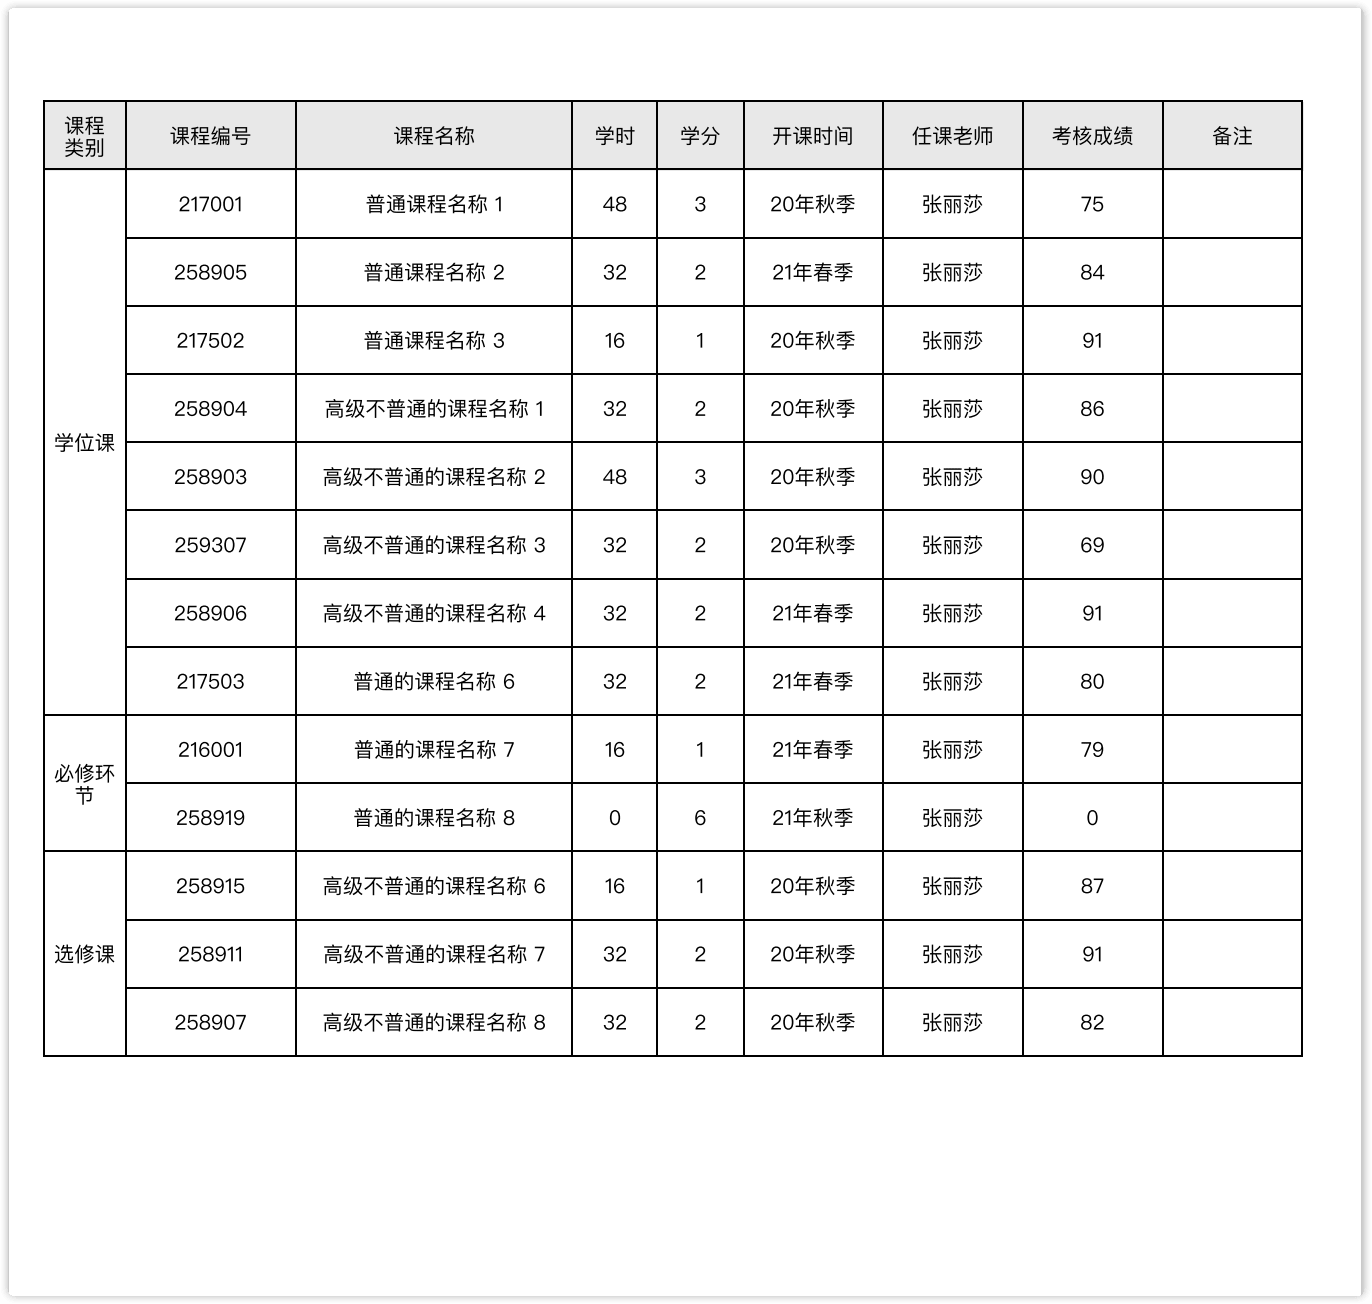 课程类别 课程编号 课程名称 学时 学分 开课时间 任课老师 考核成绩 备注
学位课 217001 普通课程名称 1 48 3 20年秋季 张丽莎 75
258905 普通课程名称 2 32 2 21年春季 张丽莎 84
217502 普通课程名称 3 16 1 20年秋季 张丽莎 91
258904 高级不普通的课程名称 1 32 2 20年秋季 张丽莎 86
258903 高级不普通的课程名称 2 48 3 20年秋季 张丽莎 90
259307 高级不普通的课程名称 3 32 2 20年秋季 张丽莎 69
258906 高级不普通的课程名称 4 32 2 21年春季 张丽莎 91
217503 普通的课程名称 6 32 2 21年春季 张丽莎 80
必修环节 216001 普通的课程名称 7 16 1 21年春季 张丽莎 79
258919 普通的课程名称 8 0 6 21年秋季 张丽莎 0
选修课 258915 高级不普通的课程名称 6 16 1 20年秋季 张丽莎 87
258911 高级不普通的课程名称 7 32 2 20年秋季 张丽莎 91
258907 高级不普通的课程名称 8 32 2 20年秋季 张丽莎 82